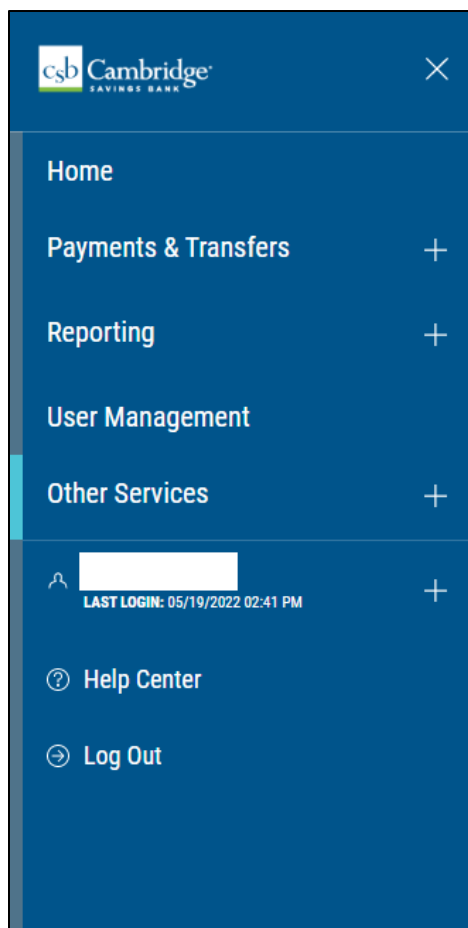 csb Cambridge
SAVINGS BANK
Home
Payments & Transfers
Reporting
User Management
Other Services
LAST LOGIN: 05/19/2022 02:41 PM
Help Center
Log Out